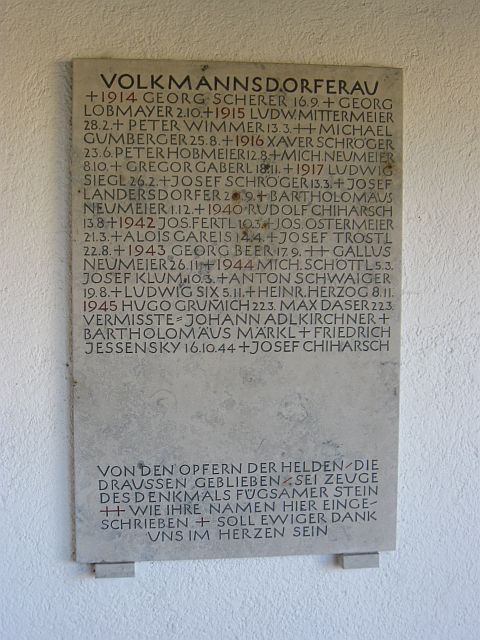 VOLKMANNSDORFERAU
+1914 GEORG SCHERER 16.9.+ GEORG
LOBMAYER 2.10.+1915 LUDW.MITTERMEIER
28.2.+ PETER WIMMER 13.3.++ MICHAEL
GUMBERGER 25.8.+1916 XAVER SCHRÖGER
23.6. PETER HOBMEIER 12.8.+MICH.NEUMEIER
8.10.+ GREGOR GABERL 18.11.+1917 LUDWIG
SIEGL 26.2.+JOSEF SCHRÖGER 13.3.+ JOSEF
LANDERSDORFER 9.+BARTHOLOMÄUS
NEUMEIER 1.12.+1940 RUDOLF CHIHARSCH
13.8+1942 JOS.FERTL 19.3.+JOS.OSTERMEIER
21.3.+ALOIS GAREIS 14.4.+ JOSEF TRÖSTL
22.8.+1943 GEORG BEER 17.9.++GALLUS
NEUMEIER 26.11+1944 MICH. SCHÖTTL 5.3.
JOSEF KLUM 10.3.+ANTON SCHWAIGER
19.8.+LUDWIG SIX 5.11.+HEINR.HERZOG 8.11.
1945 HUGO GRUMICH 22.3. MAX DASER 22.3.
VERMISSTE=JOHANN ADLKIRCHNER+
BARTHOLOMÄUS MÄRKL+FRIEDRICH
JESSENSKY 16.10.44+JOSEF CHIHARSCH
VON DEN OPFERN DER HELDEN/DIE
DRAUSSEN GEBLIEBEN/SEI ZEUGE
DES DENKMALS FÜGSAMER STEIN
++ WIE IHRE NAMEN HIER EINGE-
SCHRIEBEN + SOLL EWIGER DANK
UNS IM HERZEN SEIN